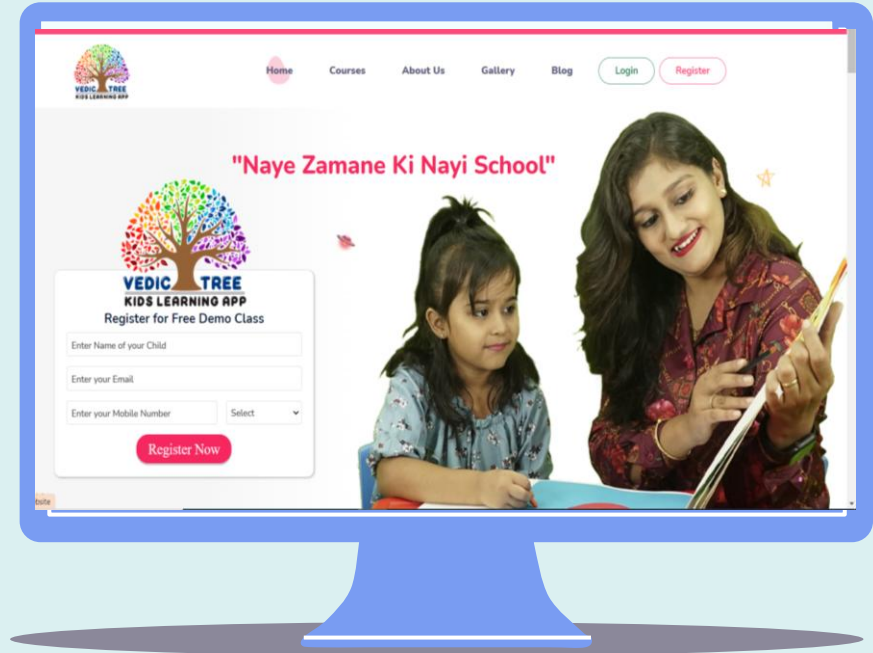 VEDIC TREE
KIDS LEARNING APP
Home Courses About Us Gallery Blog Login Register
"Naye Zamane Ki Nayi School"
VEDIC TREE
KIDS LEARNING APP
Register for Free Demo Class
Enter Name of your Child
Enter your Email
Enter your Mobile Number Select
Register Now